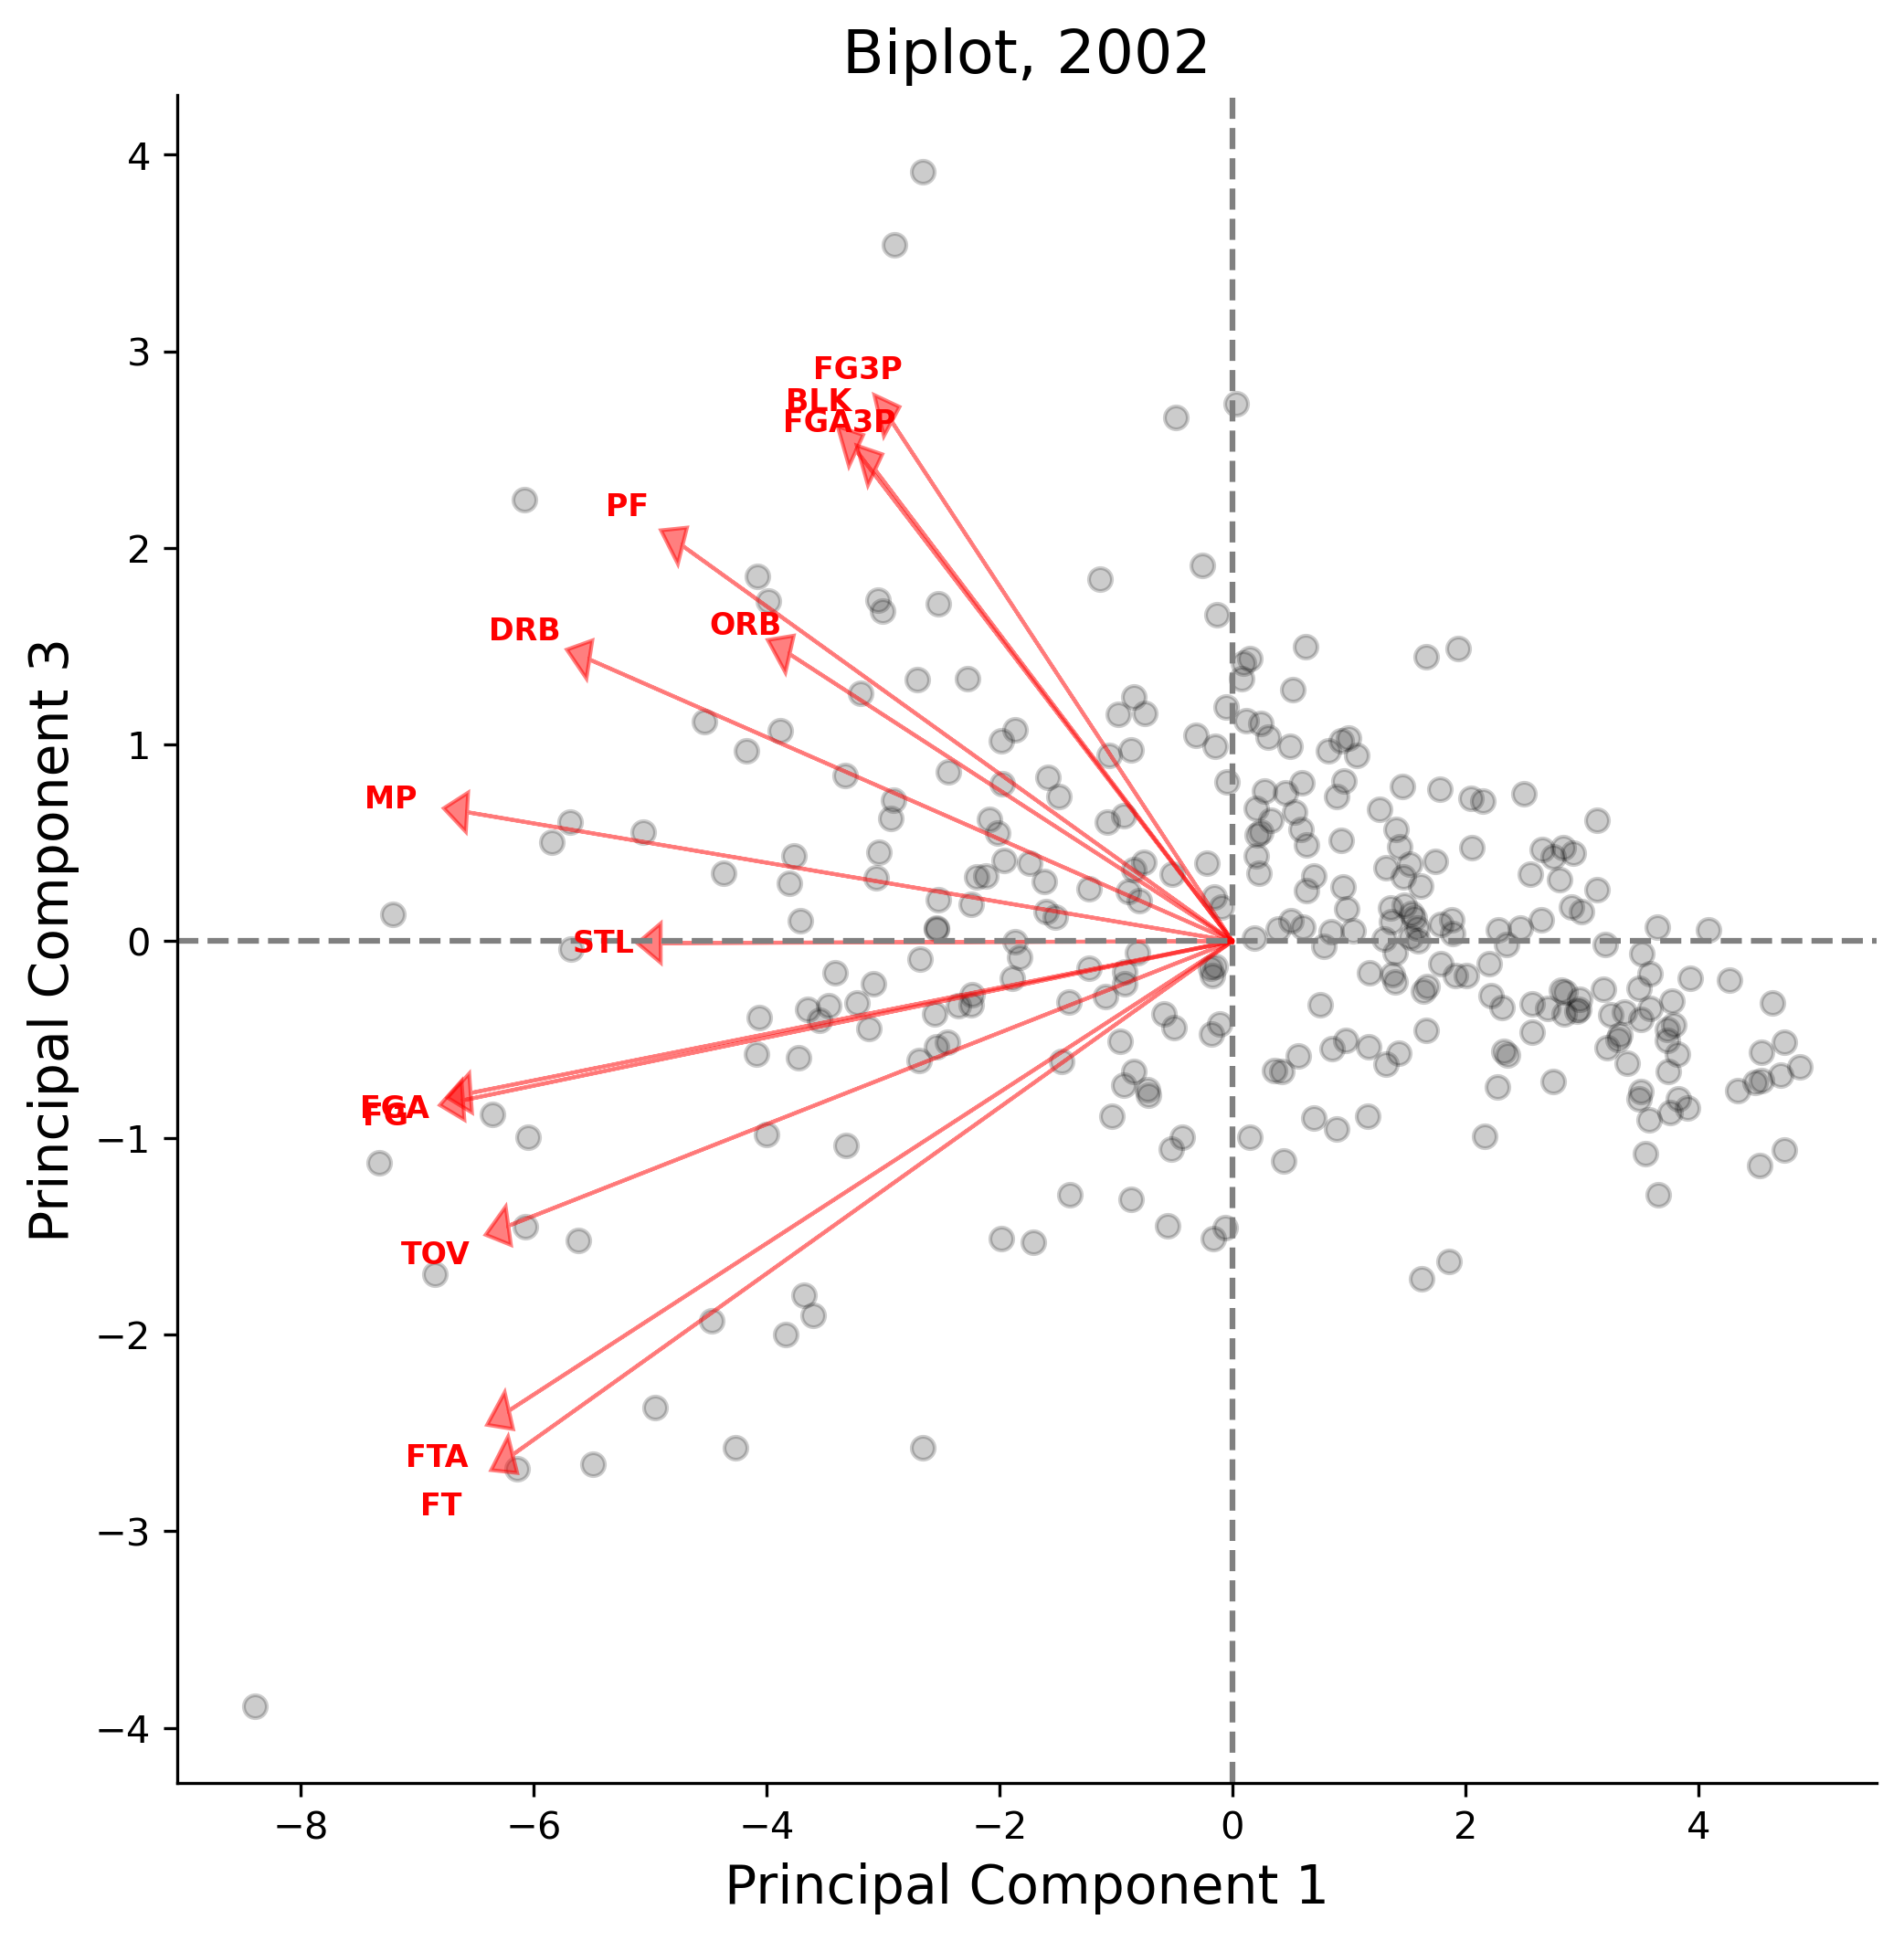 Biplot, 2002
Principal Component 3
4
3
2
1
0
−1
−2
−3
−4
FG3P
BLK
FGA3P
PF
ORB
DRB
MP
STL
FGA
FG
TOV
FTA
FT
−8
−6
−4
−2
0
2
4
Principal Component 1